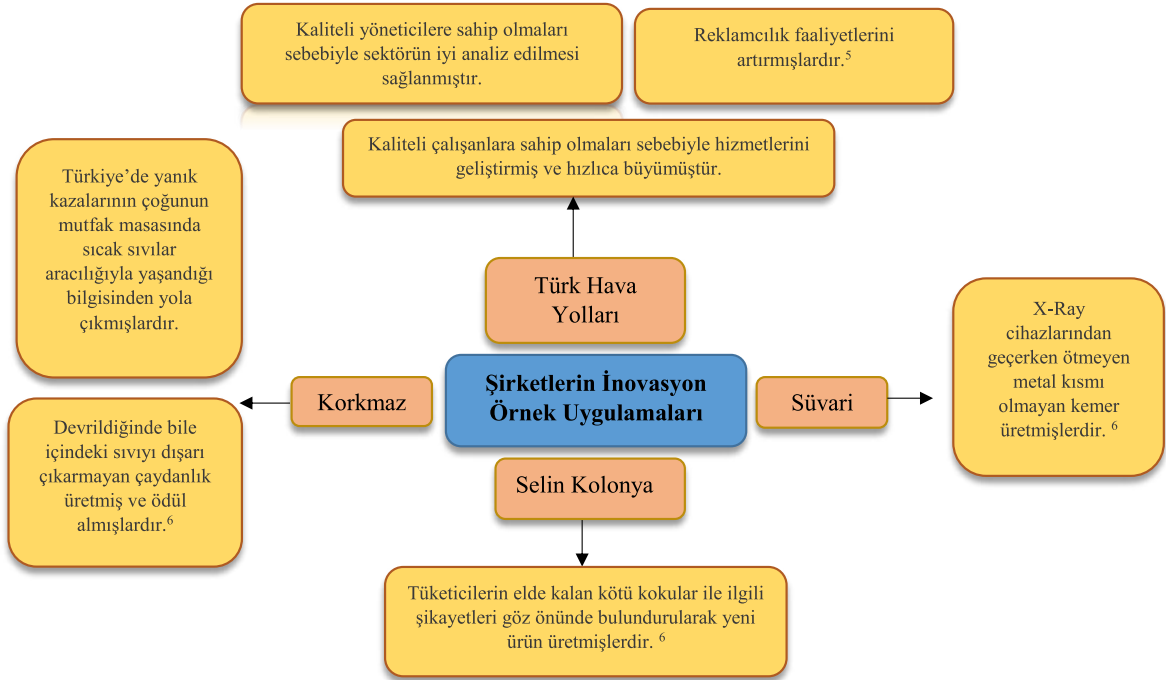 Kaliteli yöneticilere sahip olmaları
sebebiyle sektörün iyi analiz edilmesi
sağlanmıştır.
Reklamcılık faaliyetlerini
artırmışlardır.⁵
Kaliteli çalışanlara sahip olmaları sebebiyle hizmetlerini
geliştirmiş ve hızlıca büyümüştür.
Türkiye’de yanık
kazalarının çoğunun
mutfak masasında
sıcak sıvılar
aracılığıyla yaşandığı
bilgisinden yola
çıkmışlardır.
Türk Hava
Yolları
X-Ray
cihazlarından
geçerken ötmeyen
metal kısmı
olmayan kemer
üretmişlerdir. ⁶
Korkmaz
Şirketlerin İnovasyon
Örnek Uygulamaları
Süvari
Devrildiğinde bile
içindeki sıvıyı dışarı
çıkarmayan çaydanlık
üretmiş ve ödül
almışlardır.⁶
Selin Kolonya
Tüketicilerin elde kalan kötü kokular ile ilgili
şikayetleri göz önünde bulundurularak yeni
ürün üretmişlerdir. ⁶